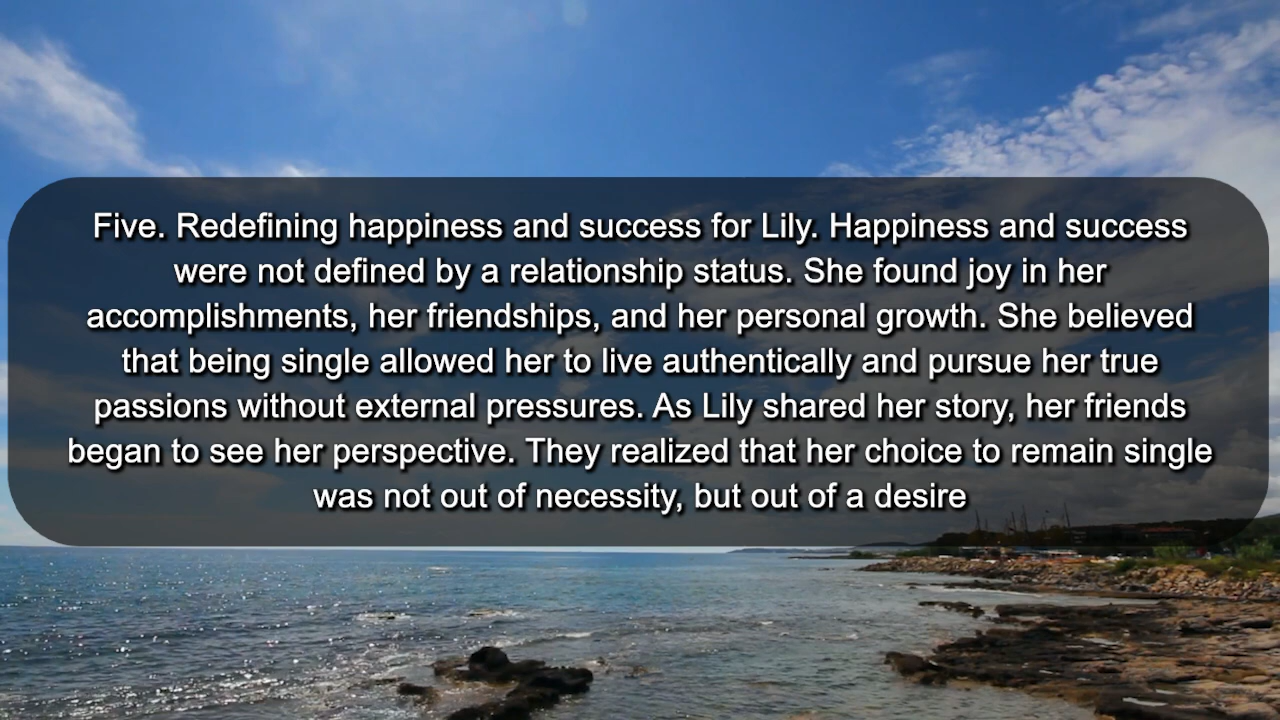 Five. Redefining happiness and success for Lily. Happiness and success
were not defined by a relationship status. She found joy in her
accomplishments, her friendships, and her personal growth. She believed
that being single allowed her to live authentically and pursue her true
passions without external pressures. As Lily shared her story, her friends
began to see her perspective. They realized that her choice to remain single
was not out of necessity, but out of a desire